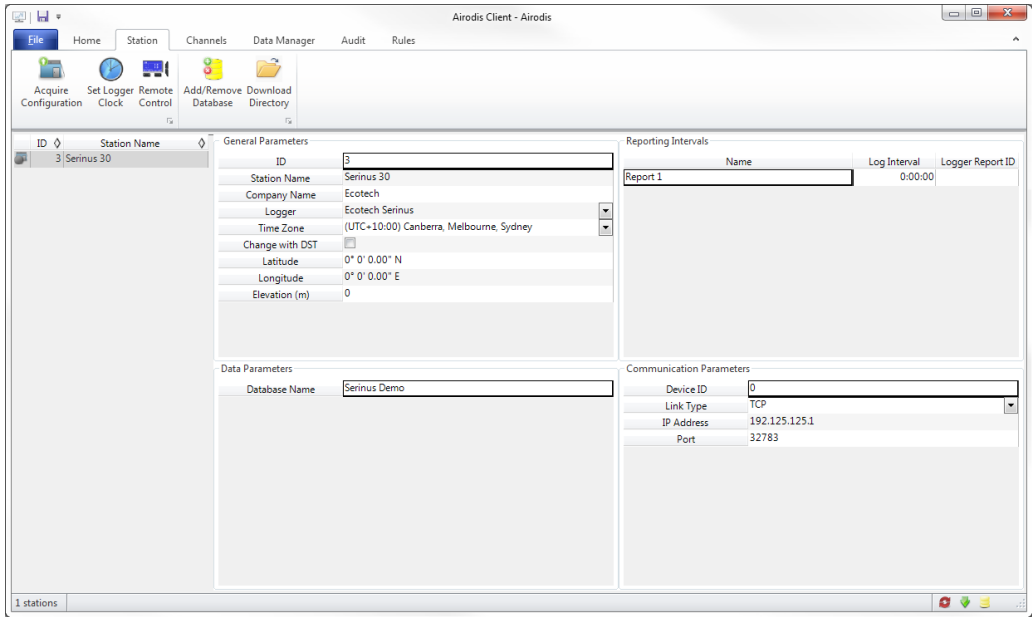 Airodis Client - Airodis
File Home Station Channels Data Manager Audit Rules
Acquire Configuration
Set Logger Clock
Remote Control
Add/Remove Database
Download Directory
ID Station Name
3 Serinus 30
General Parameters
ID 3
Station Name Serinus 30
Company Name Ecotech
Logger Ecotech Serinus
Time Zone (UTC+10:00) Canberra, Melbourne, Sydney
Change with DST
Latitude 0° 0' 0.00" N
Longitude 0° 0' 0.00" E
Elevation (m) 0
Reporting Intervals
Name Log Interval Logger Report ID
Report 1 0:00:00
Data Parameters
Database Name Serinus Demo
Communication Parameters
Device ID 0
Link Type TCP
IP Address 192.125.125.1
Port 32783
1 stations